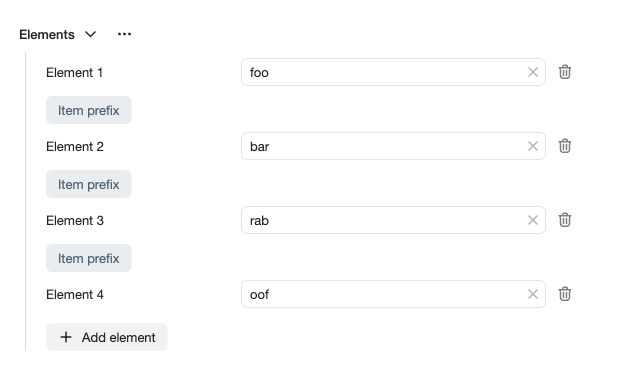 Elements
Element 1 foo
Item prefix
Element 2 bar
Item prefix
Element 3 rab
Item prefix
Element 4 oof
Add element